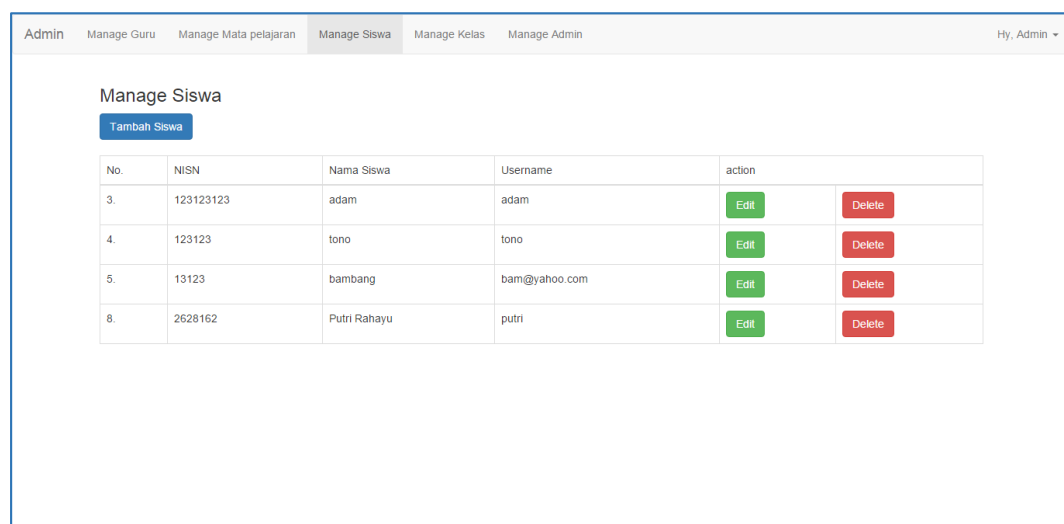 Admin Manage Guru Manage Mata pelajaran Manage Siswa Manage Kelas Manage Admin Hy, Admin
Manage Siswa
Tambah Siswa
No. NISN Nama Siswa Username action
3. 123123123 adam adam Edit Delete
4. 123123 tono tono Edit Delete
5. 13123 bambang bam@yahoo.com Edit Delete
8. 2628162 Putri Rahayu putri Edit Delete